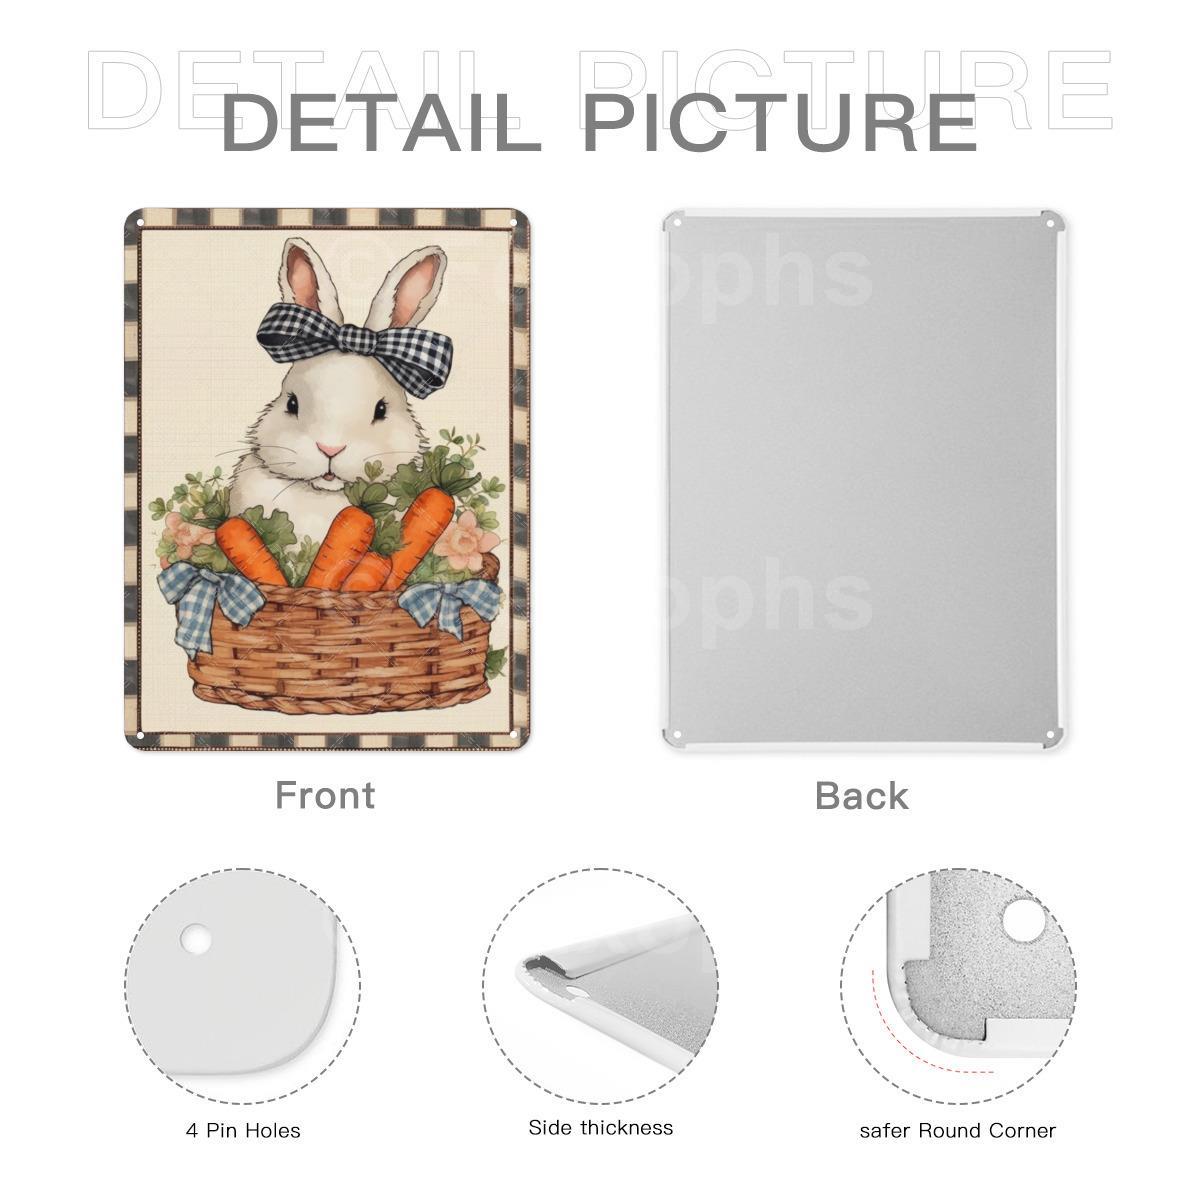 DETAIL PICTURE
DETAIL PICTURE
Front
Back
4 Pin Holes
Side thickness
safer Round Corner